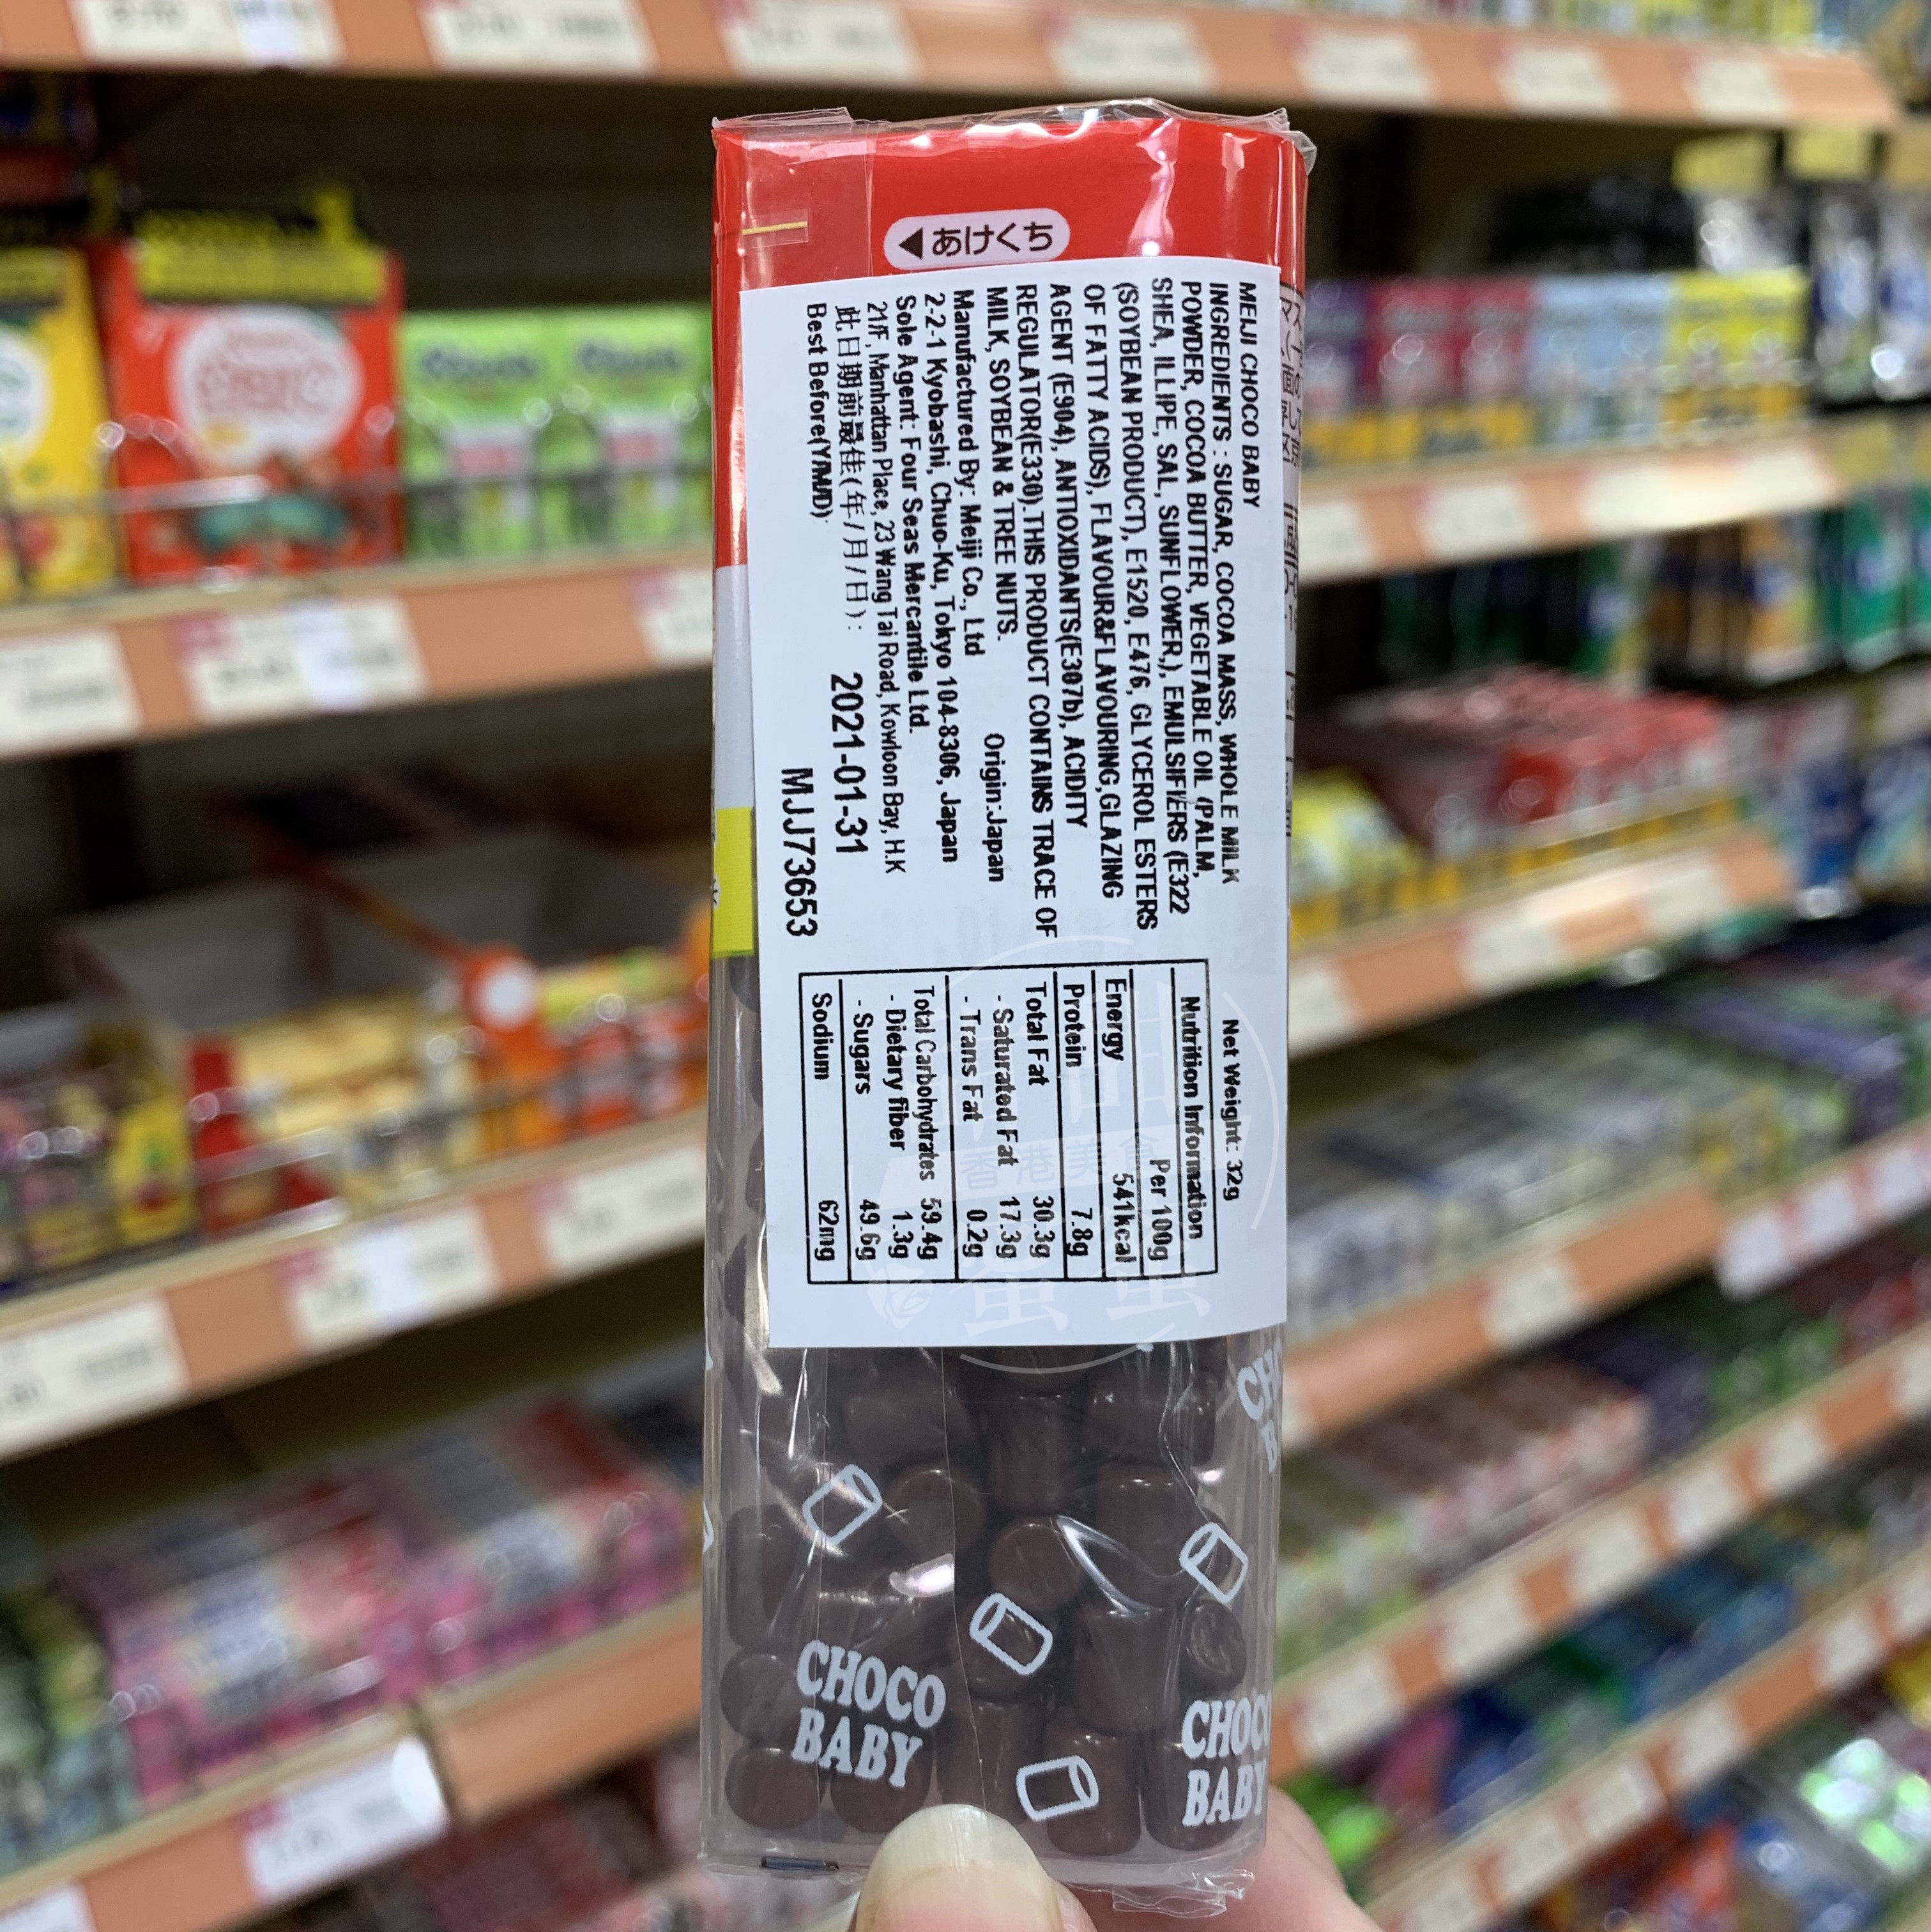 ◀あけくち
MEIJI CHOCO BABY
INGREDIENTS : SUGAR, COCOA MASS, WHOLE MILK
POWDER, COCOA BUTTER, VEGETABLE OIL (PALM,
SHEA, ILLIPE, SAL, SUNFLOWER,), EMULSIFIERS (E322
(SOYBEAN PRODUCT), E1520, E476, GLYCEROL ESTERS
OF FATTY ACIDS), FLAVOUR&FLAVOURING,GLAZING
AGENT (E904), ANTIOXIDANTS(E307b), ACIDITY
REGULATOR(E330).THIS PRODUCT CONTAINS TRACE OF
MILK, SOYBEAN & TREE NUTS.
Origin:Japan
Manufactured By: Meiji Co., Ltd
2-2-1 Kyobashi, Chuo-Ku, Tokyo 104-8306, Japan
Sole Agent: Four Seas Mercantile Ltd.
21/F, Manhattan Place, 23 Wang Tai Road, Kowloon Bay, H.K
此日期前最佳(年/月/日):
Best Before(Y/M/D)
2021-01-31
MJJ73653
Net Weight: 32g
Nutrition Information
Per 100g
Energy 541kcal
Protein 7.8g
Total Fat 30.3g
- Saturated Fat 17.3g
- Trans Fat 0.2g
Total Carbohydrates 59.4g
- Dietary fiber 1.3g
- Sugars 49.6g
Sodium 62mg
香港美食
CHOCO
BABY
CHOCO
BABY